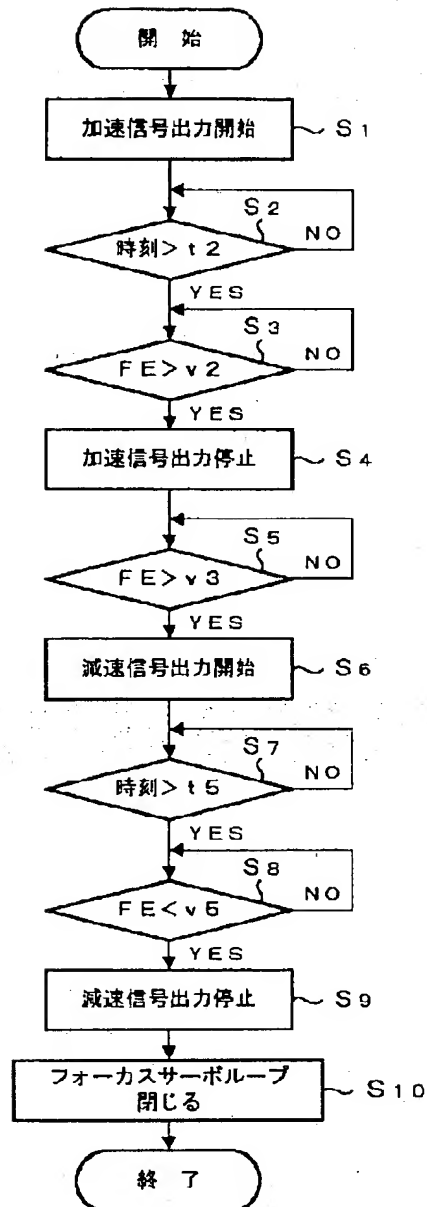 開 始
加速信号出力開始 S1
S2
時刻>t2 NO
YES
S3
FE>v2 NO
YES
加速信号出力停止 S4
S5
FE>v3 NO
YES
減速信号出力開始 S6
S7
時刻>t5 NO
YES
S8
FE<v5 NO
YES
減速信号出力停止 S9
フォーカスサーボループ
閉じる S10
終 了